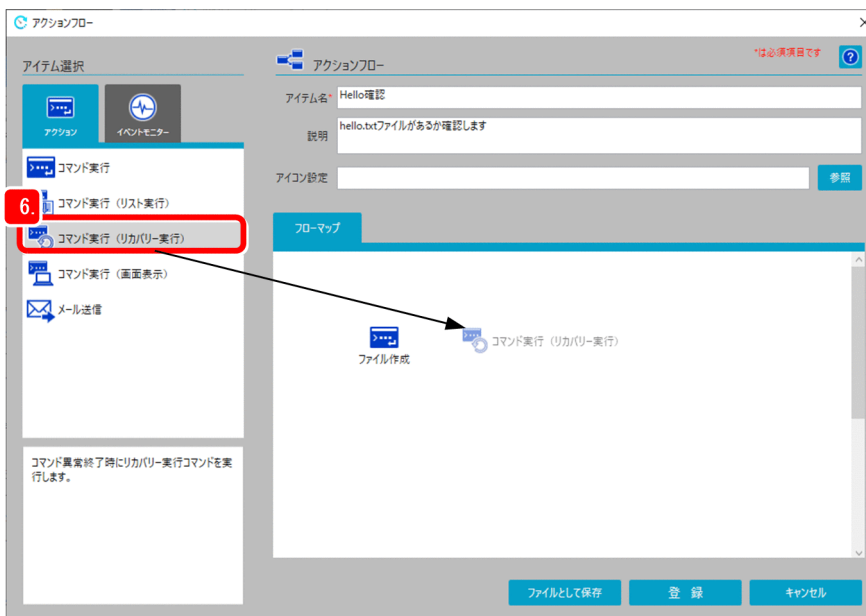 アクションフロー
アイテム選択
アクション
イベントモニター
コマンド実行
コマンド実行（リスト実行）
6.
コマンド実行（リカバリー実行）
コマンド実行（画面表示）
メール送信
コマンド異常終了時にリカバリー実行コマンドを実
行します。
アクションフロー
*は必須項目です
アイテム名*
Hello確認
説明
hello.txtファイルがあるか確認します
アイコン設定
参照
フローマップ
ファイル作成
コマンド実行（リカバリー実行）
ファイルとして保存
登 録
キャンセル